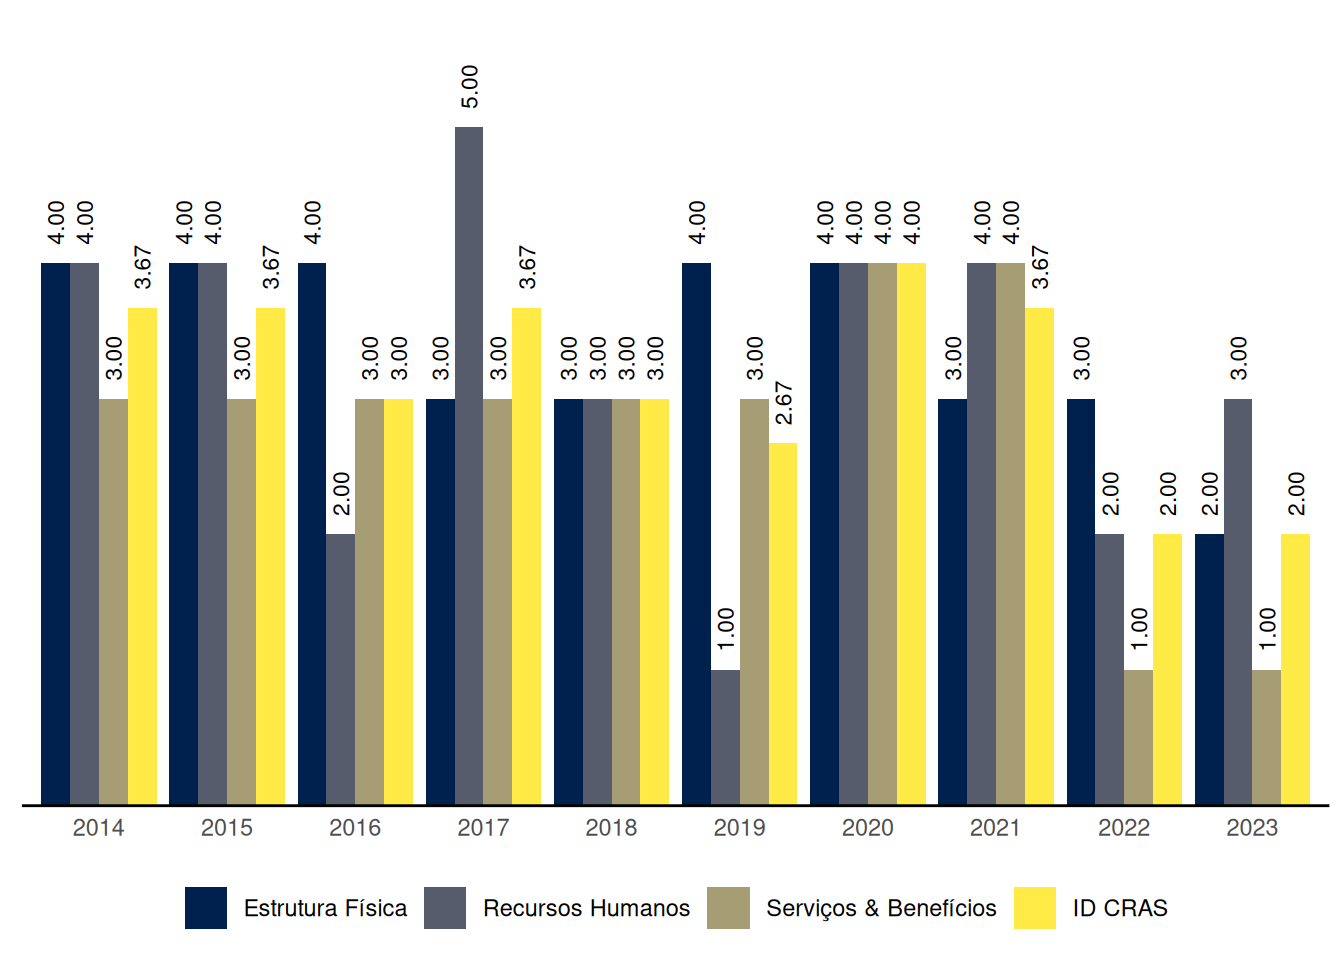 5.00
4.00 4.00 4.00 4.00 4.00 4.00 4.00 4.00 4.00 4.00 4.00 4.00
3.67 3.67 3.67 3.67
3.00 3.00 3.00 3.00 3.00 3.00 3.00 3.00 3.00 3.00 3.00 3.00 3.00 3.00
2.67
2.00 2.00 2.00 2.00 2.00
1.00 1.00 1.00
2014 2015 2016 2017 2018 2019 2020 2021 2022 2023
Estrutura Física Recursos Humanos Serviços & Benefícios ID CRAS